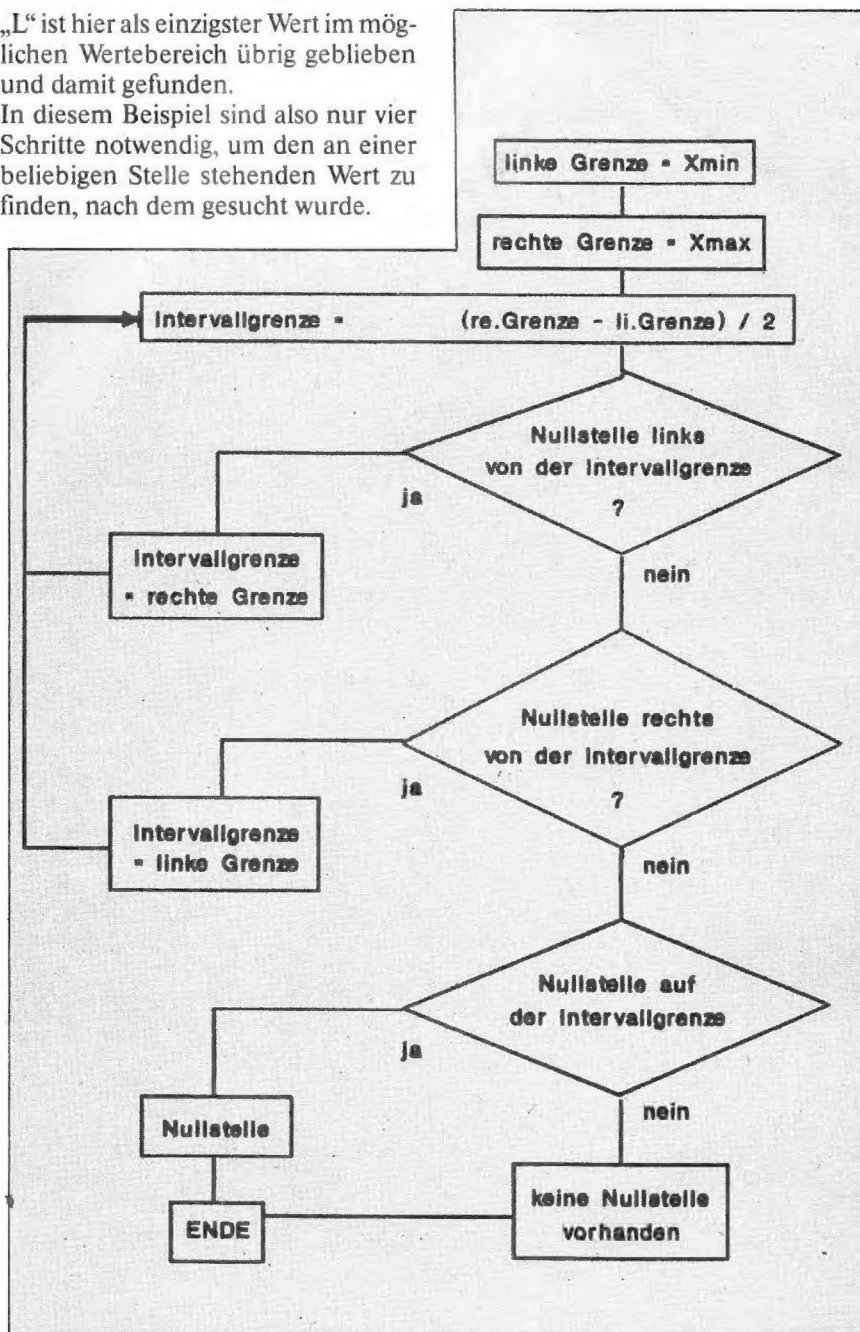 „L“ ist hier als einzigster Wert im mög-
lichen Wertebereich übrig geblieben
und damit gefunden.
In diesem Beispiel sind also nur vier
Schritte notwendig, um den an einer
beliebigen Stelle stehenden Wert zu
finden, nach dem gesucht wurde.
linke Grenze = Xmin
rechte Grenze = Xmax
Intervallgrenze = (re.Grenze - li.Grenze) / 2
Nullstelle links
von der Intervallgrenze
?
ja
nein
Intervallgrenze
= rechte Grenze
Nullstelle rechts
von der Intervallgrenze
?
ja
nein
Intervallgrenze
= linke Grenze
Nullstelle auf
der Intervallgrenze
ja
nein
Nullstelle
keine Nullstelle
vorhanden
ENDE